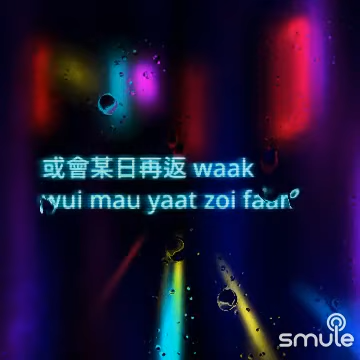 或會某日再返 waak
wui mau yaat zoi faan
smule